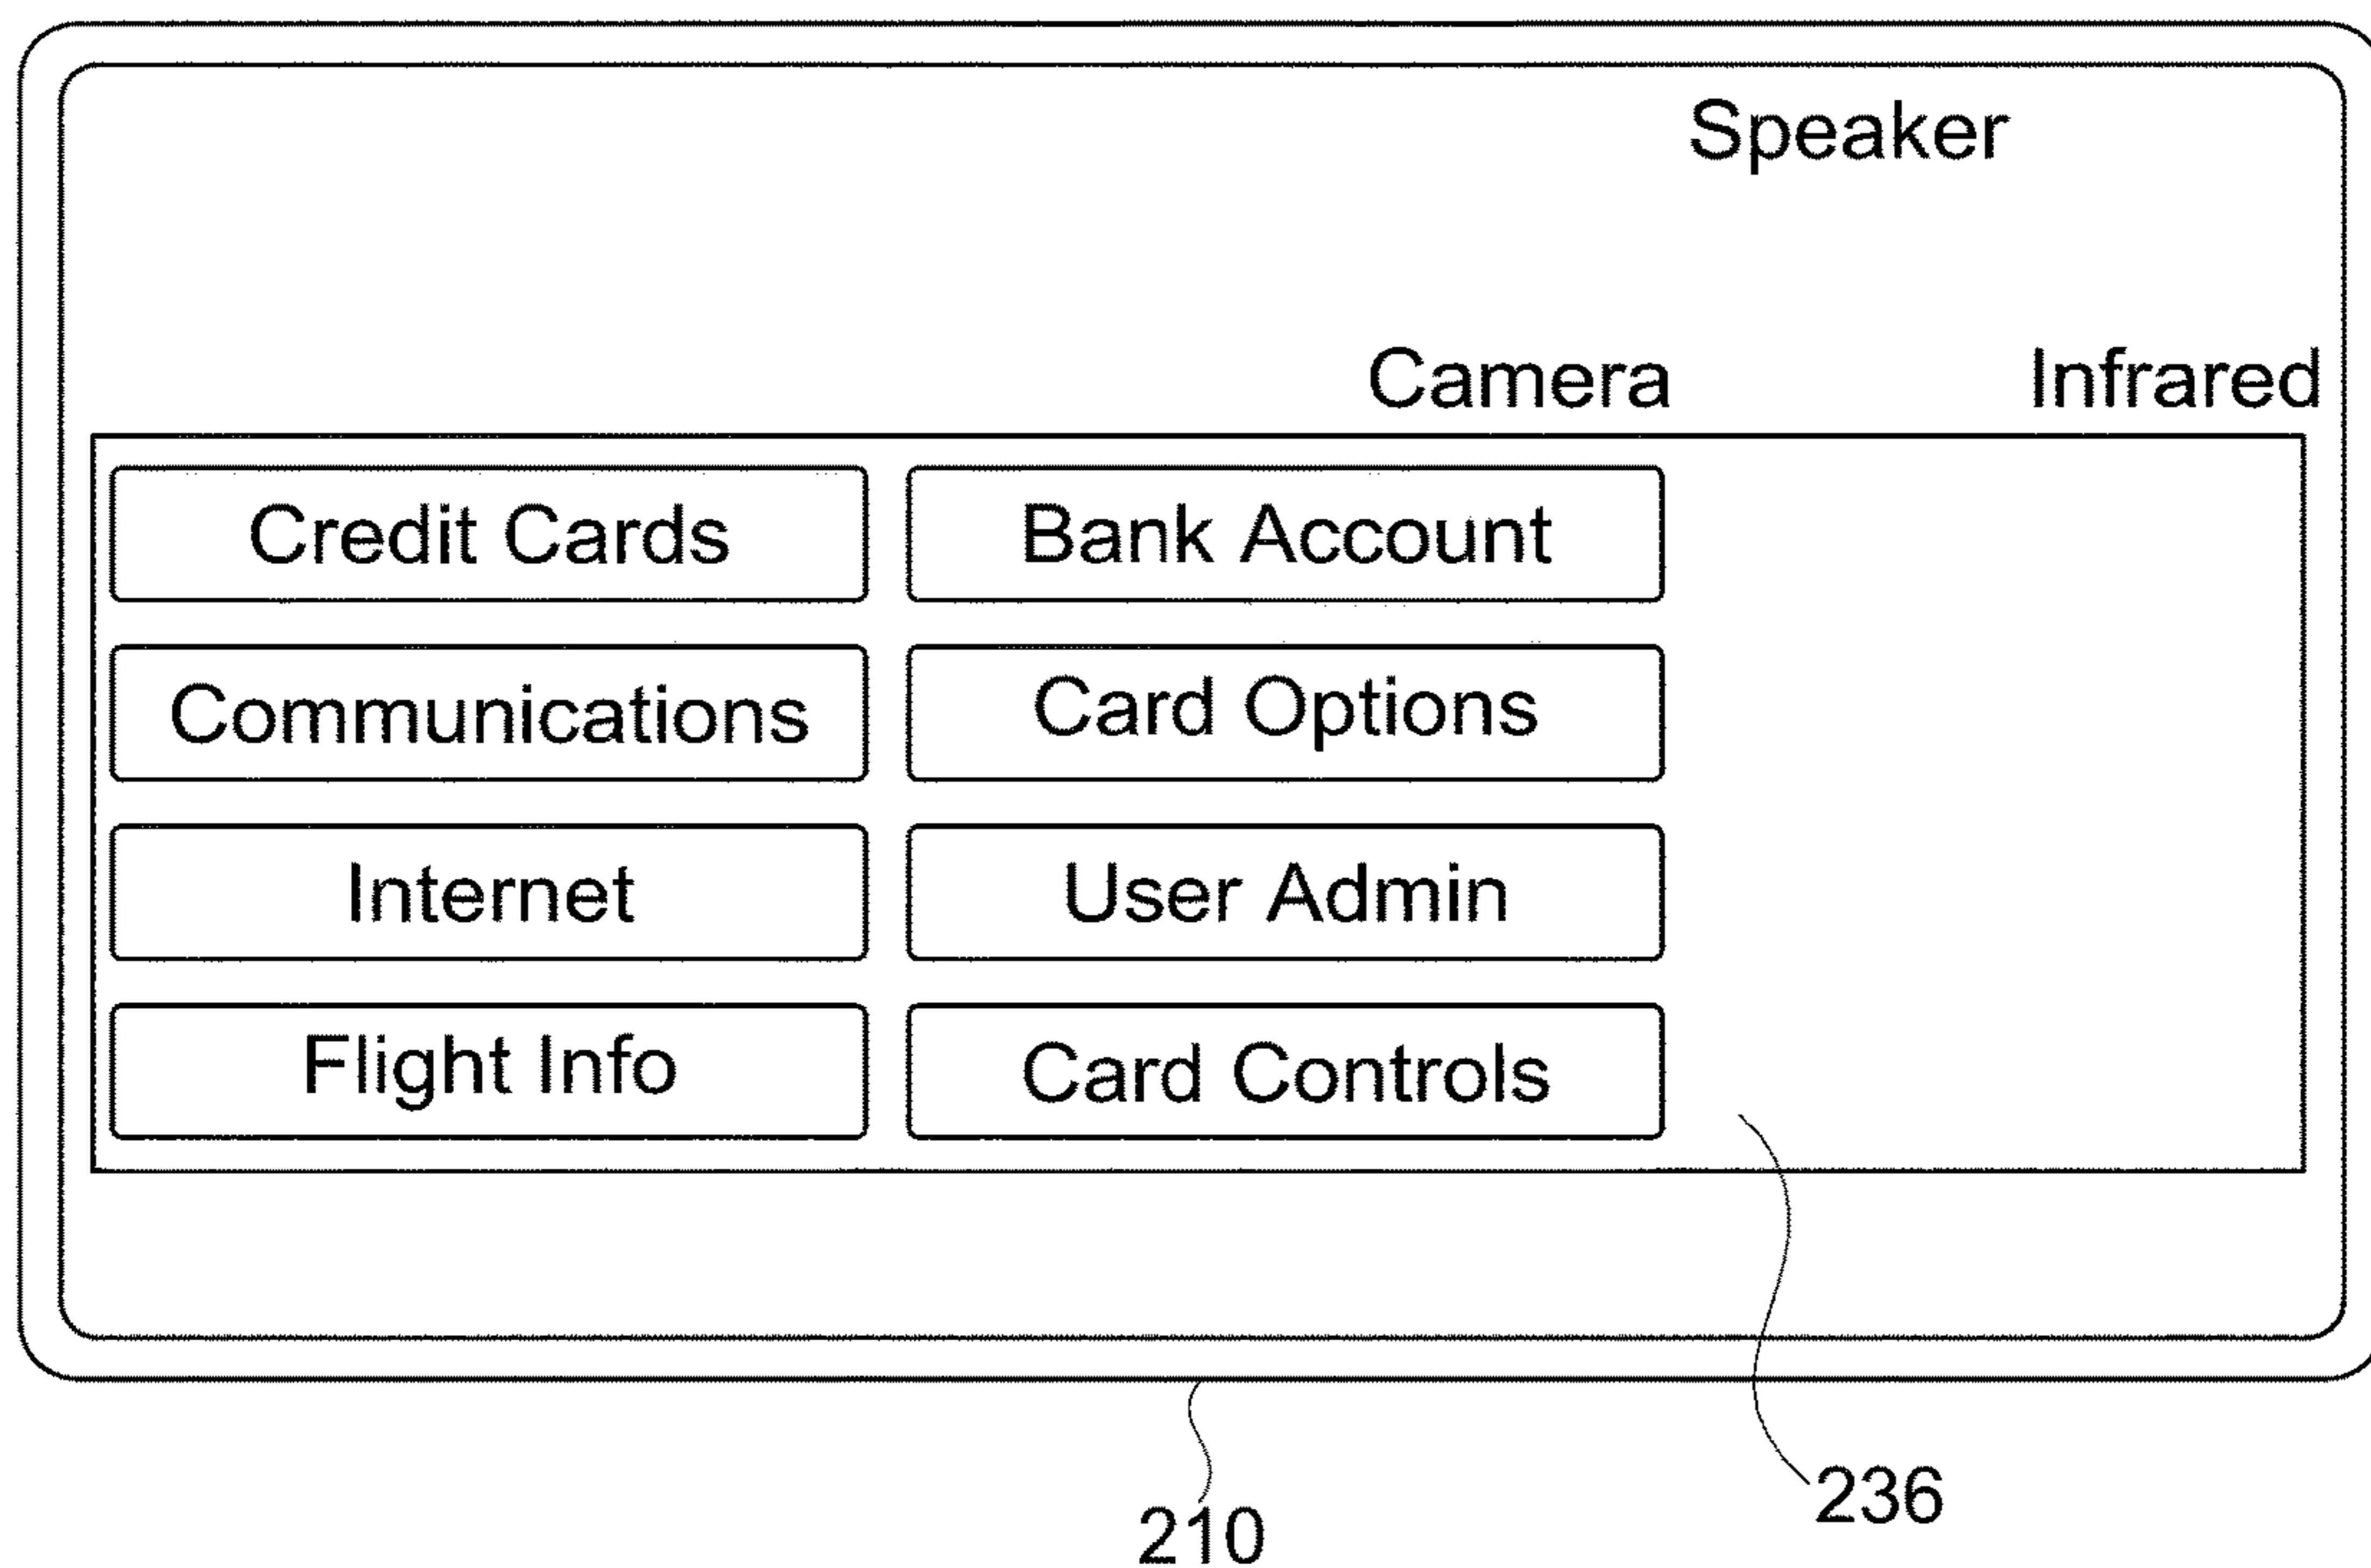 Speaker
Camera Infrared
Credit Cards Bank Account
Communications Card Options
Internet User Admin
Flight Info Card Controls
236
210